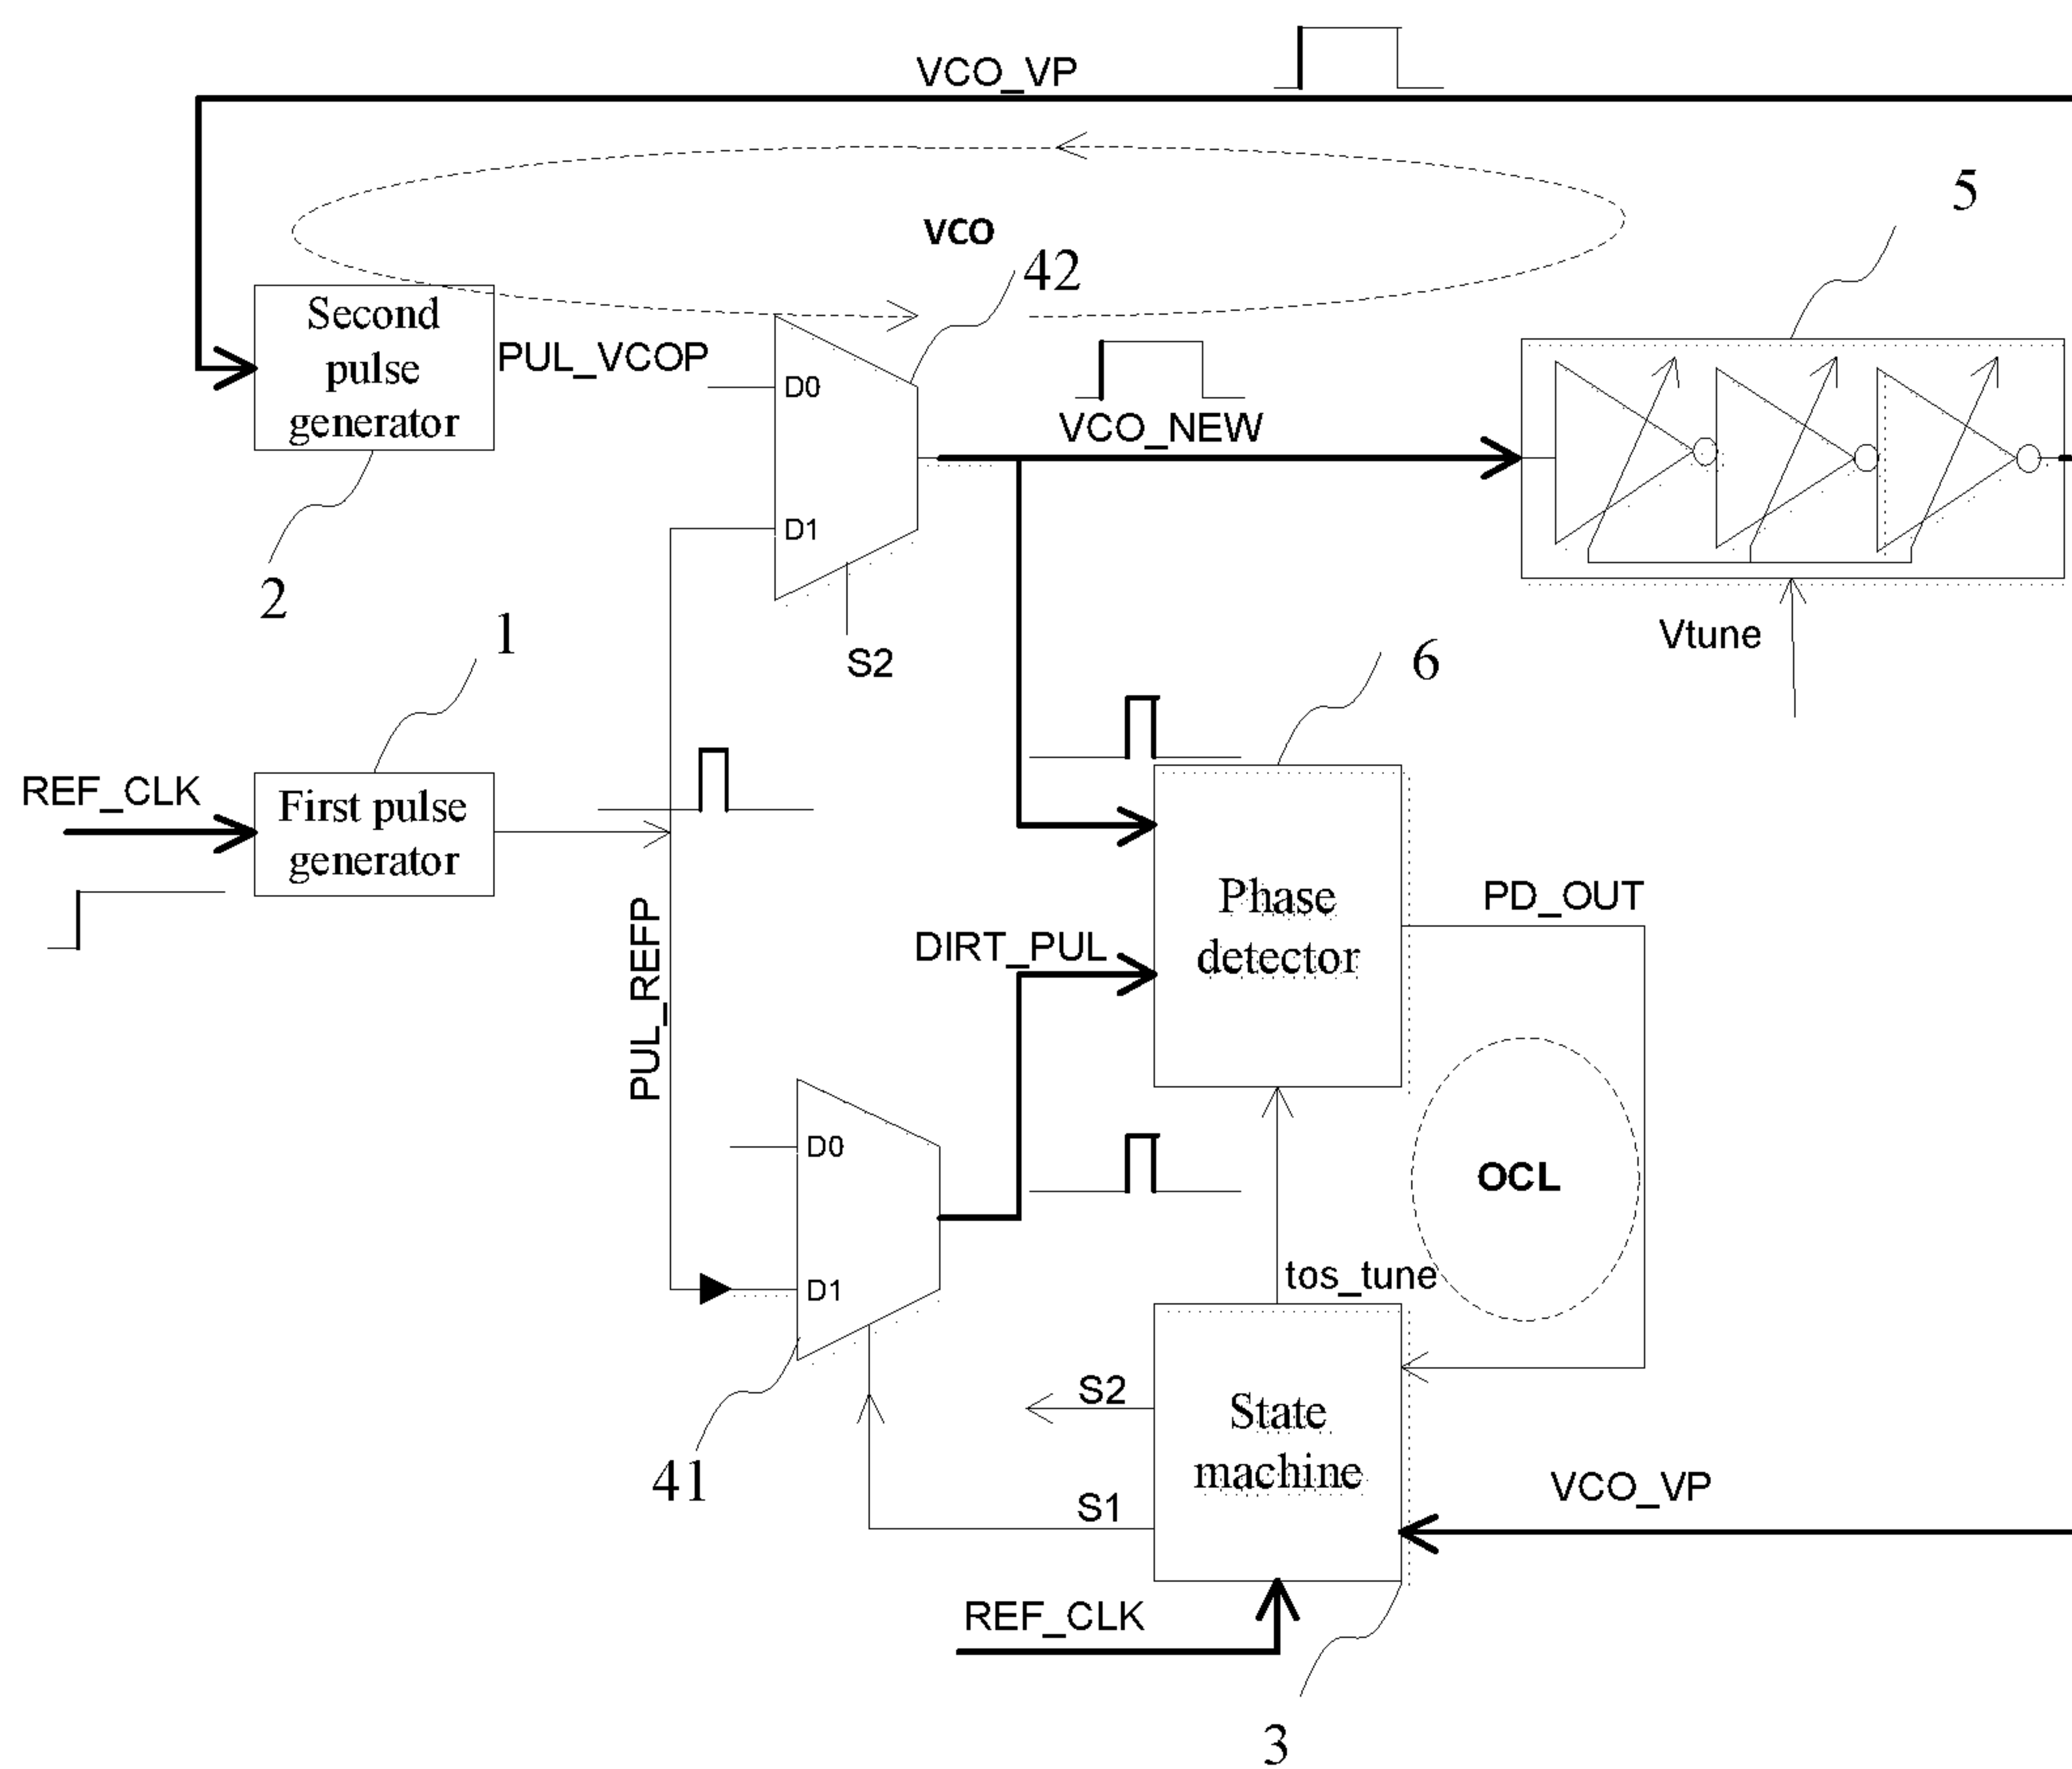 VCO_VP
vco
5
42
Second
pulse
generator
PUL_VCOP
D0
VCO_NEW
D1
2
S2
Vtune
1
6
REF_CLK
First pulse
generator
PUL_REFP
Phase
detector
PD_OUT
DIRT_PUL
D0
OCL
D1
tos_tune
41
S2
State
machine
S1
VCO_VP
REF_CLK
3